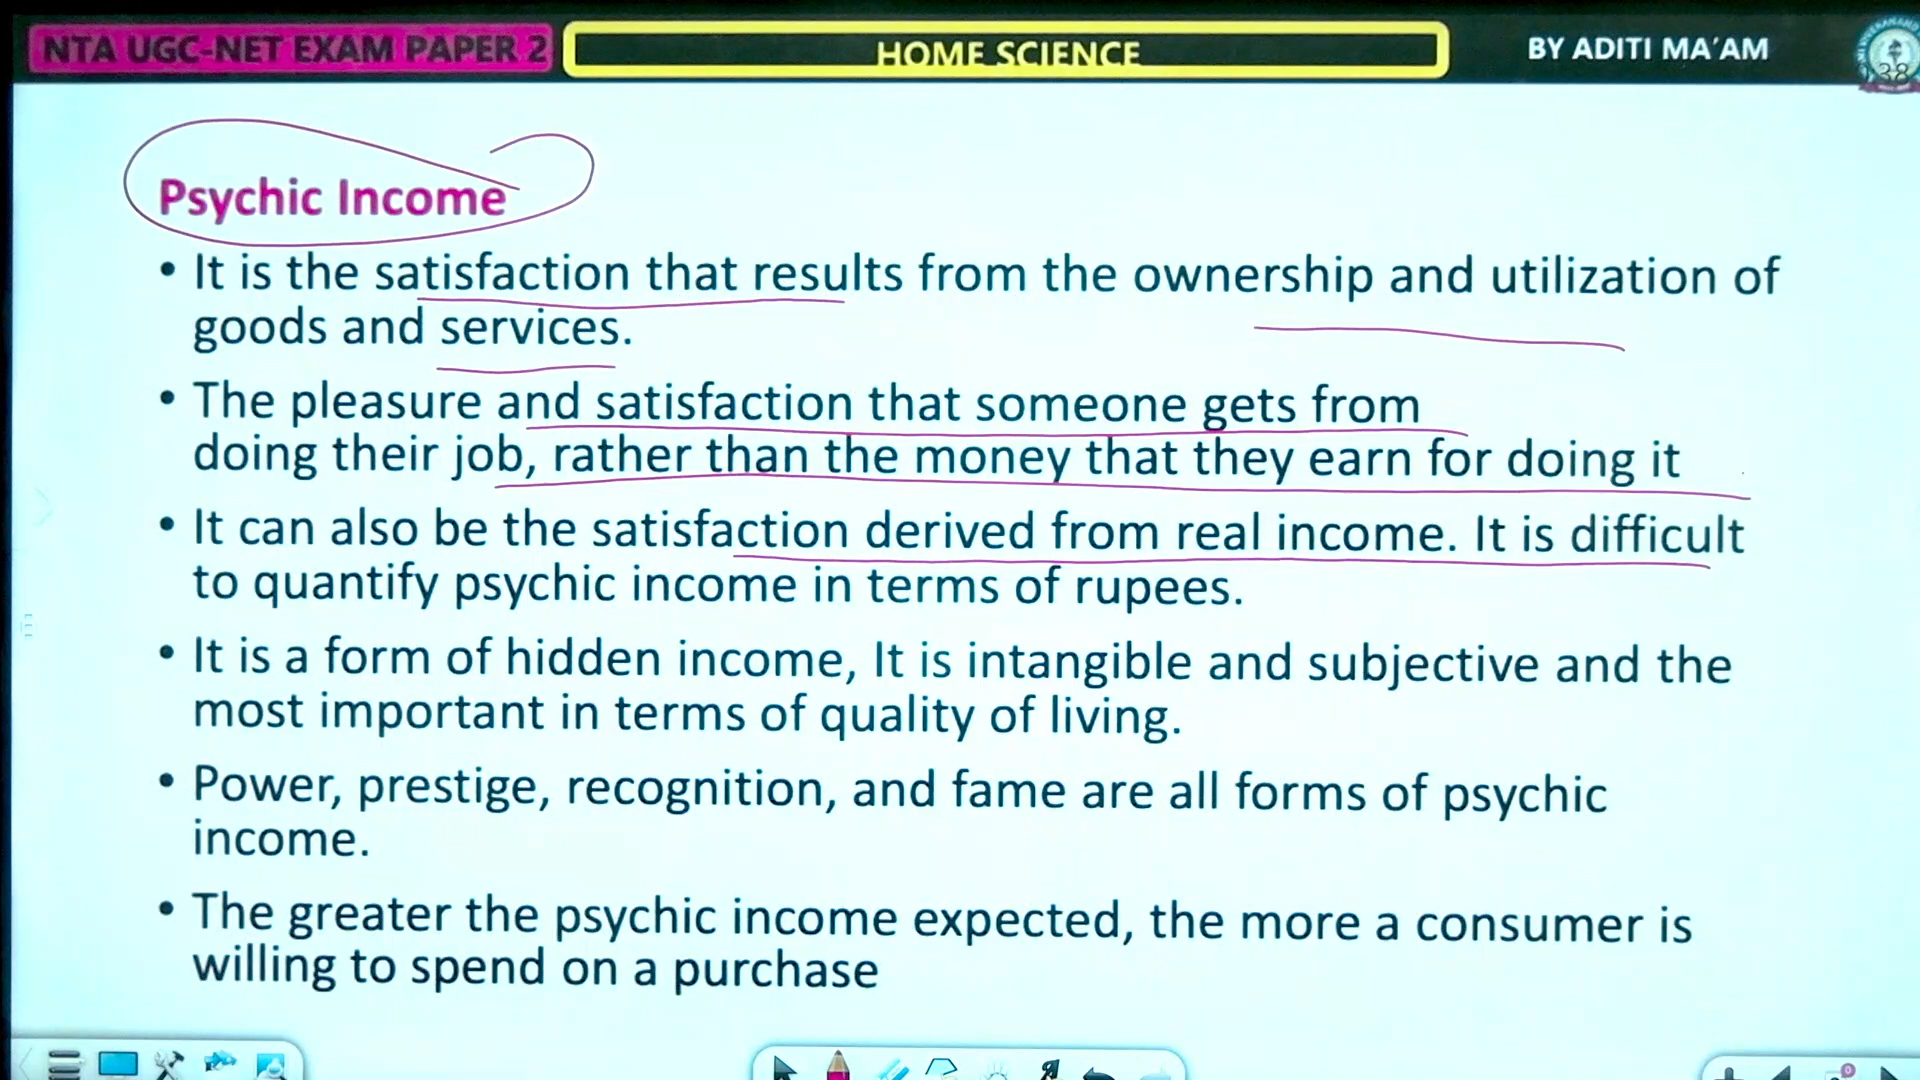 NTA UGC-NET EXAM PAPER 2
HOME SCIENCE
BY ADITI MA'AM
38
Psychic Income
• It is the satisfaction that results from the ownership and utilization of
goods and services.
• The pleasure and satisfaction that someone gets from
doing their job, rather than the money that they earn for doing it
• It can also be the satisfaction derived from real income. It is difficult
to quantify psychic income in terms of rupees.
• It is a form of hidden income, It is intangible and subjective and the
most important in terms of quality of living.
• Power, prestige, recognition, and fame are all forms of psychic
income.
• The greater the psychic income expected, the more a consumer is
willing to spend on a purchase